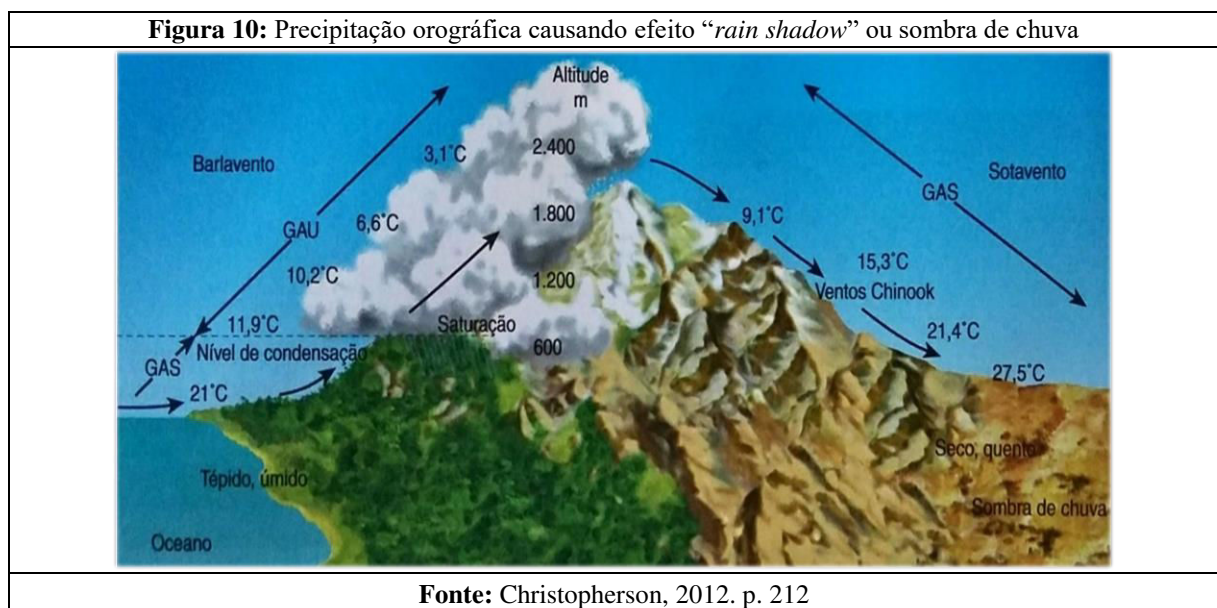 Figura 10: Precipitação orográfica causando efeito “rain shadow” ou sombra de chuva
Altitude
m
2.400
3,1°C
Barlavento
Sotavento
GAS
GAU
6,6°C
1.800
9,1°C
10,2°C
1.200
15,3°C
Ventos Chinook
11,9°C
Saturação
Nível de condensação
600
21,4°C
GAS
21°C
27,5°C
Seco, quente
Tépido, úmido
Sombra de chuva
Oceano
Fonte: Christopherson, 2012. p. 212